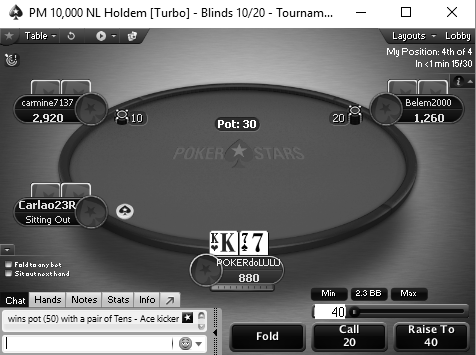 PM 10,000 NL Holdem [Turbo] - Blinds 10/20 - Tournam...
Table
Layouts
Lobby
My Position: 4th of 4
In <1 min 15/30
carmine7137
2,920
10
Pot: 30
20
Belem2000
1,260
POKER STARS
Carlao23R
Sitting Out
K K 7 7
POKERdoLULU
880
Fold to any bet
Sit out next hand
Min
2.3 BB
Max
40
Chat
Hands
Notes
Stats
Info
wins pot (50) with a pair of Tens - Ace kicker
Fold
Call
20
Raise To
40